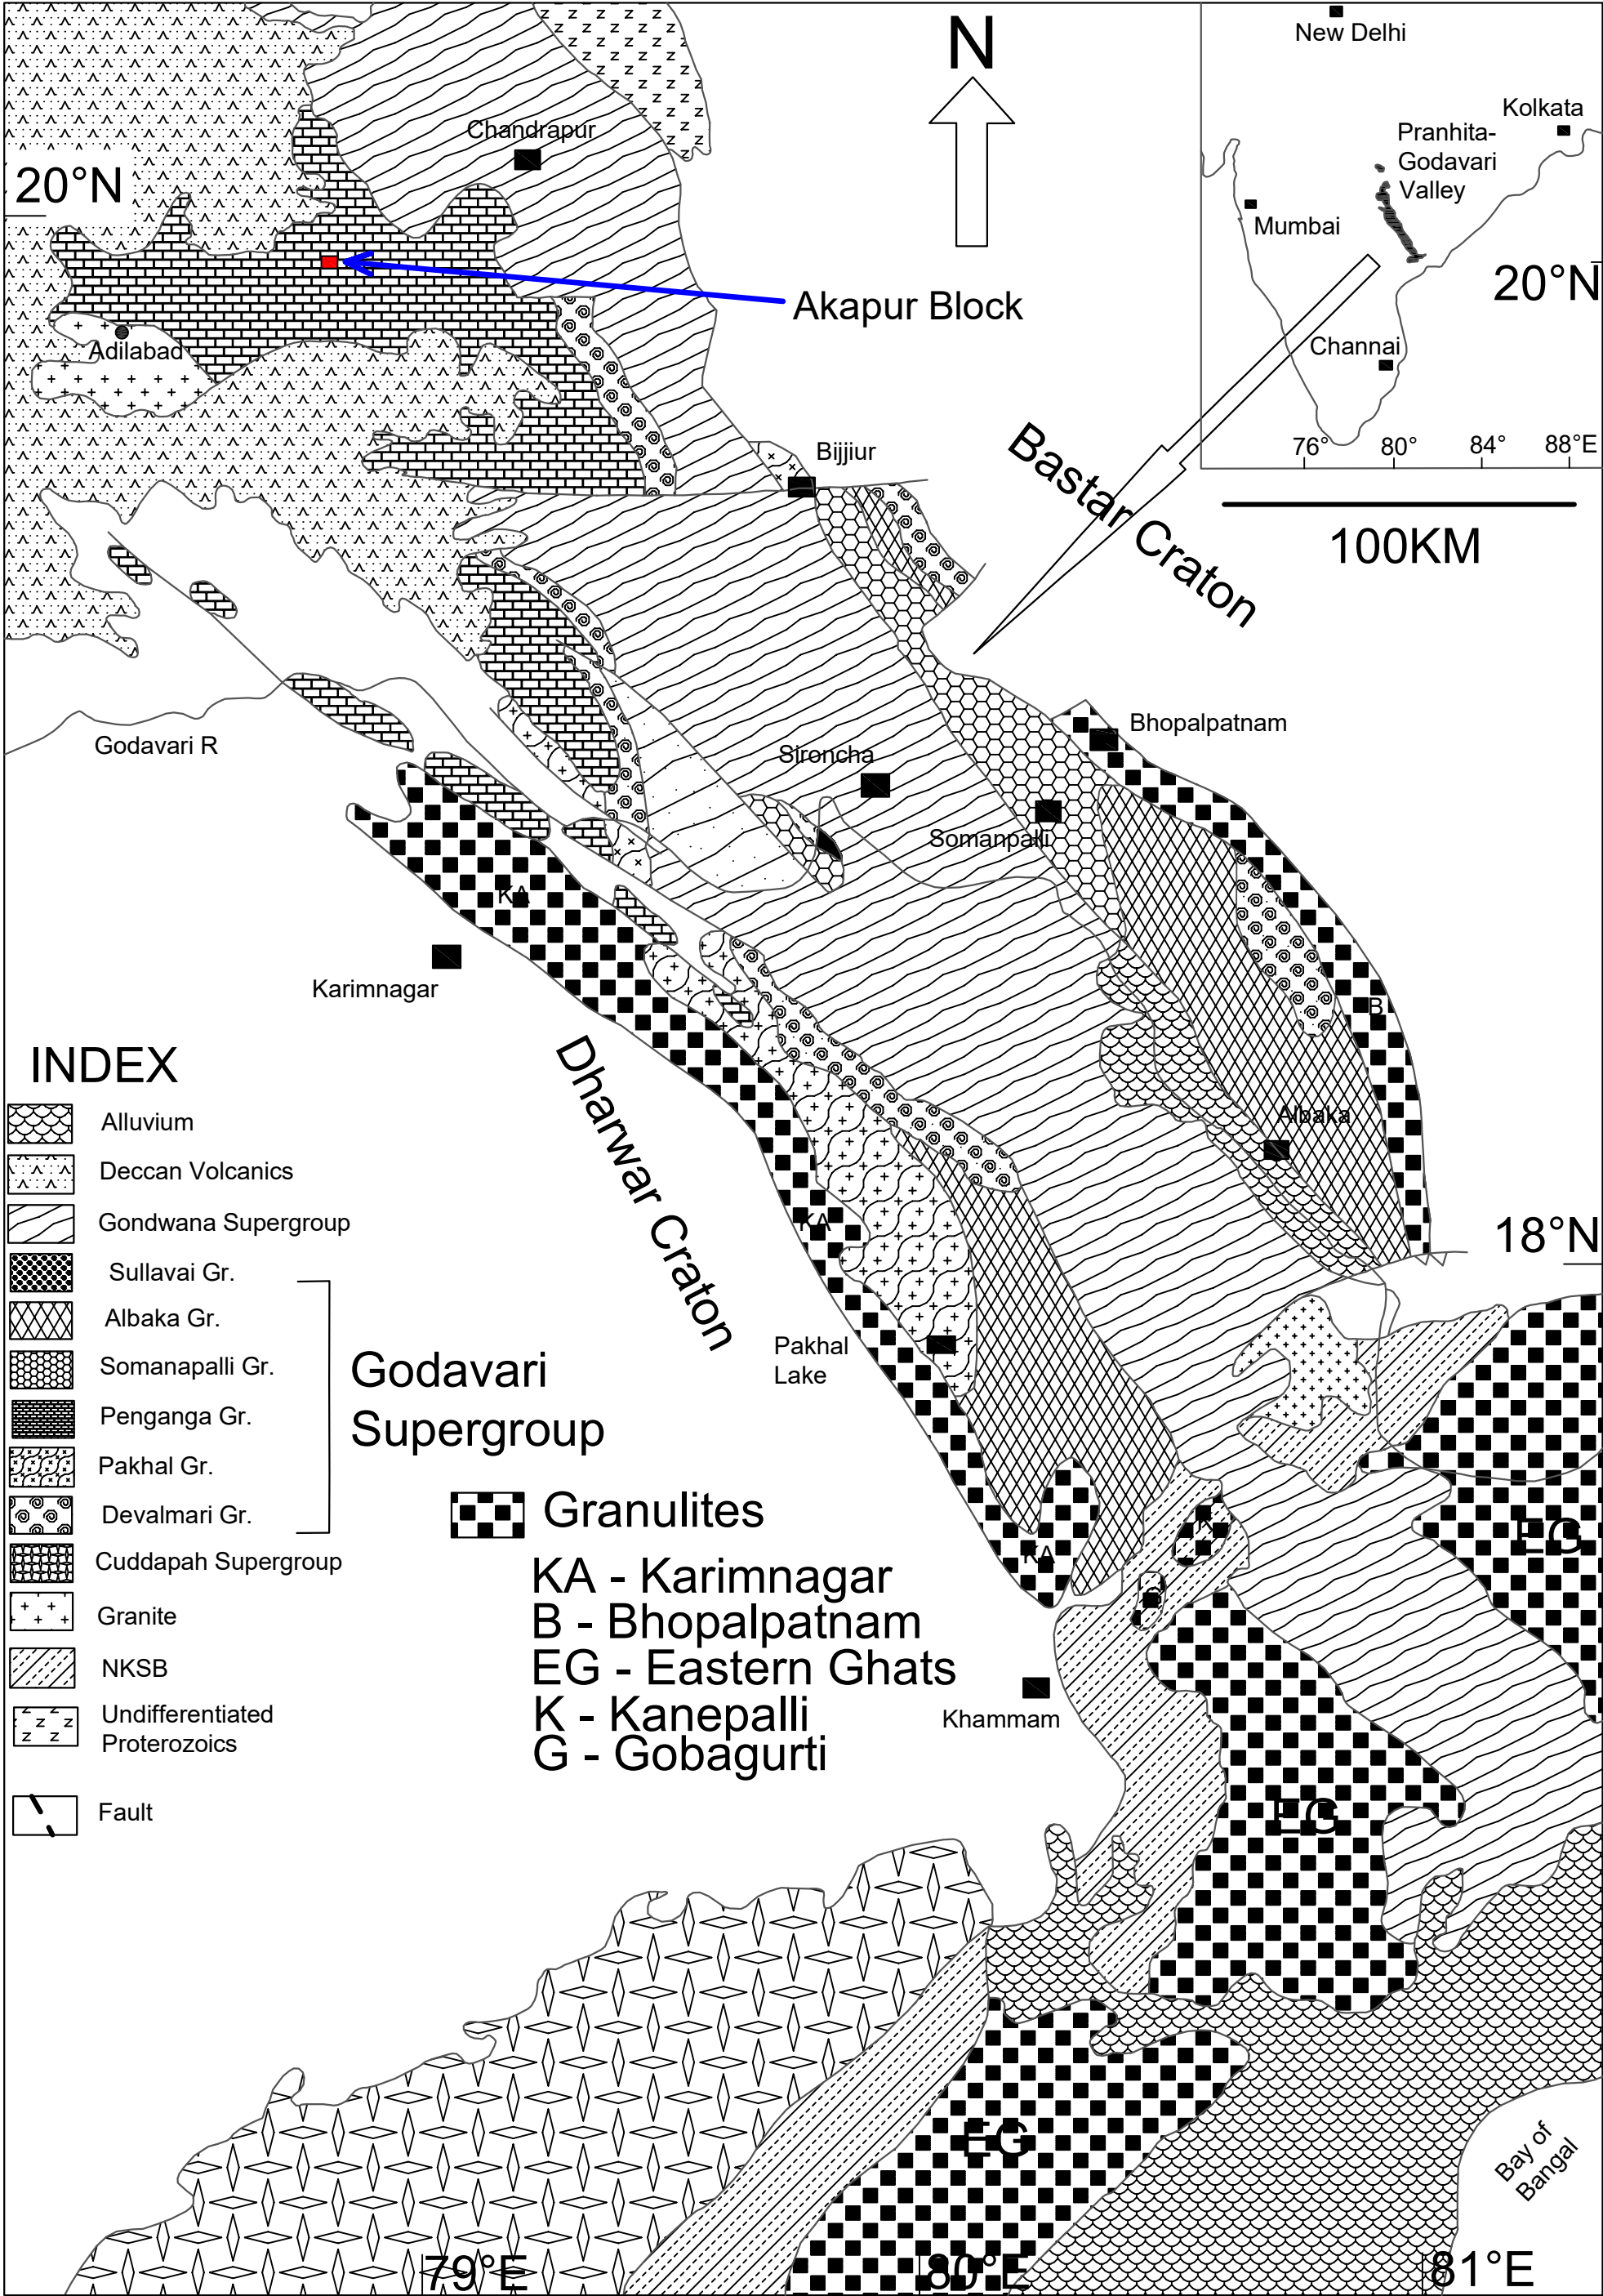 New Delhi
N
Chandrapur
Kolkata
Pranhita-
Godavari
Valley
20°N
Mumbai
20°N
Akapur Block
Channai
Adilabad
76° 80° 84° 88°E
Bijjiur
Bastar Craton
100KM
Godavari R
Bhopalpatnam
Sironcha
Somanpalli
KA
Karimnagar
B
Dharwar Craton
Albaka
KA
18°N
Pakhal
Lake
INDEX
Alluvium
Deccan Volcanics
Gondwana Supergroup
Sullavai Gr.
Albaka Gr.
Somanapalli Gr.
Penganga Gr.
Pakhal Gr.
Devalmari Gr.
Godavari
Supergroup
Cuddapah Supergroup
Granite
NKSB
Undifferentiated
Proterozoics
Fault
Granulites
KA - Karimnagar
B - Bhopalpatnam
EG - Eastern Ghats
K - Kanepalli
G - Gobagurti
K
EG
KA
G
Khammam
EG
EG
Bay of
Bangal
79°E
80°E
81°E